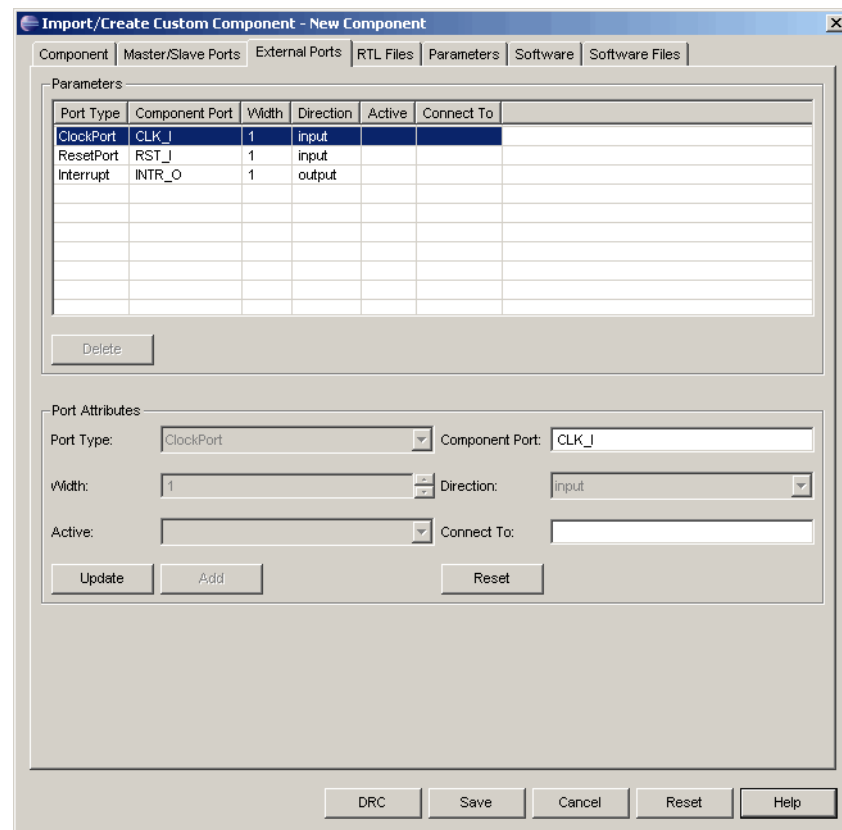 Import/Create Custom Component - New Component
Component Master/Slave Ports External Ports RTL Files Parameters Software Software Files
Parameters
Port Type Component Port Width Direction Active Connect To
ClockPort CLK_I 1 input
ResetPort RST_I 1 input
Interrupt INTR_O 1 output
Delete
Port Attributes
Port Type: ClockPort Component Port: CLK_I
Width: 1 Direction: input
Active: Connect To:
Update Add Reset
DRC Save Cancel Reset Help